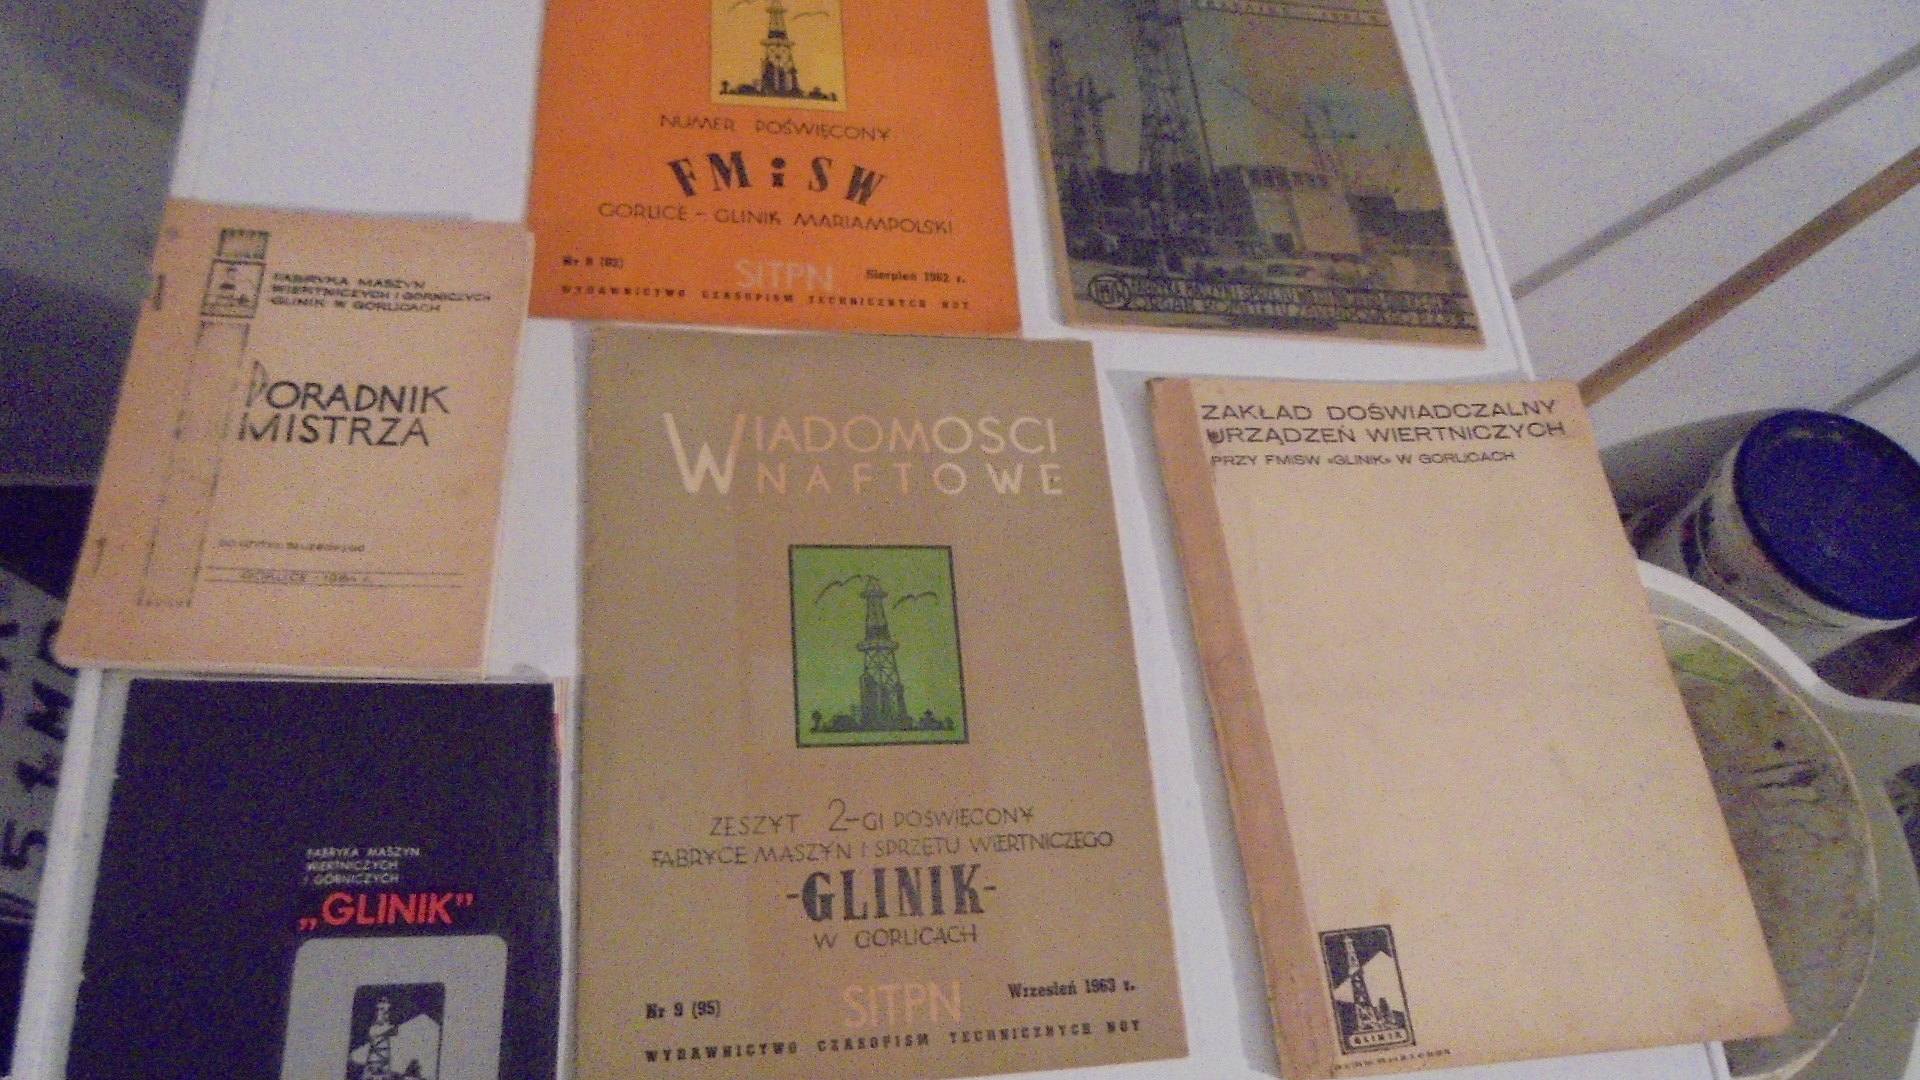 NUMER POŚWIĘCONY
FMiSW
GORLICE - GLINIK MARIAMPOLSKI
SITPN
Sierpień 1962 r.
WYDAWNICTWO CZASOPISM TECHNICZNYCH NOT
FABRYKA MASZYN
WIERTNICZYCH I GÓRNICZYCH
GLINIK W GORLICACH
PORADNIK
MISTRZA
WIADOMOŚCI
NAFTOWE
ZESZYT 2-GI POŚWIĘCONY
FABRYCE MASZYN I SPRZĘTU WIERTNICZEGO
-GLINIK-
W GORLICACH
SITPN
Nr 9 (95)
Wrzesień 1963 r.
WYDAWNICTWO CZASOPISM TECHNICZNYCH NOT
ZAKŁAD DOŚWIADCZALNY
URZĄDZEŃ WIERTNICZYCH
PRZY FMISW «GLINIK» W GORLICACH
GLINIK
FABRYKA MASZYN
WIERTNICZYCH
I GÓRNICZYCH
„GLINIK”